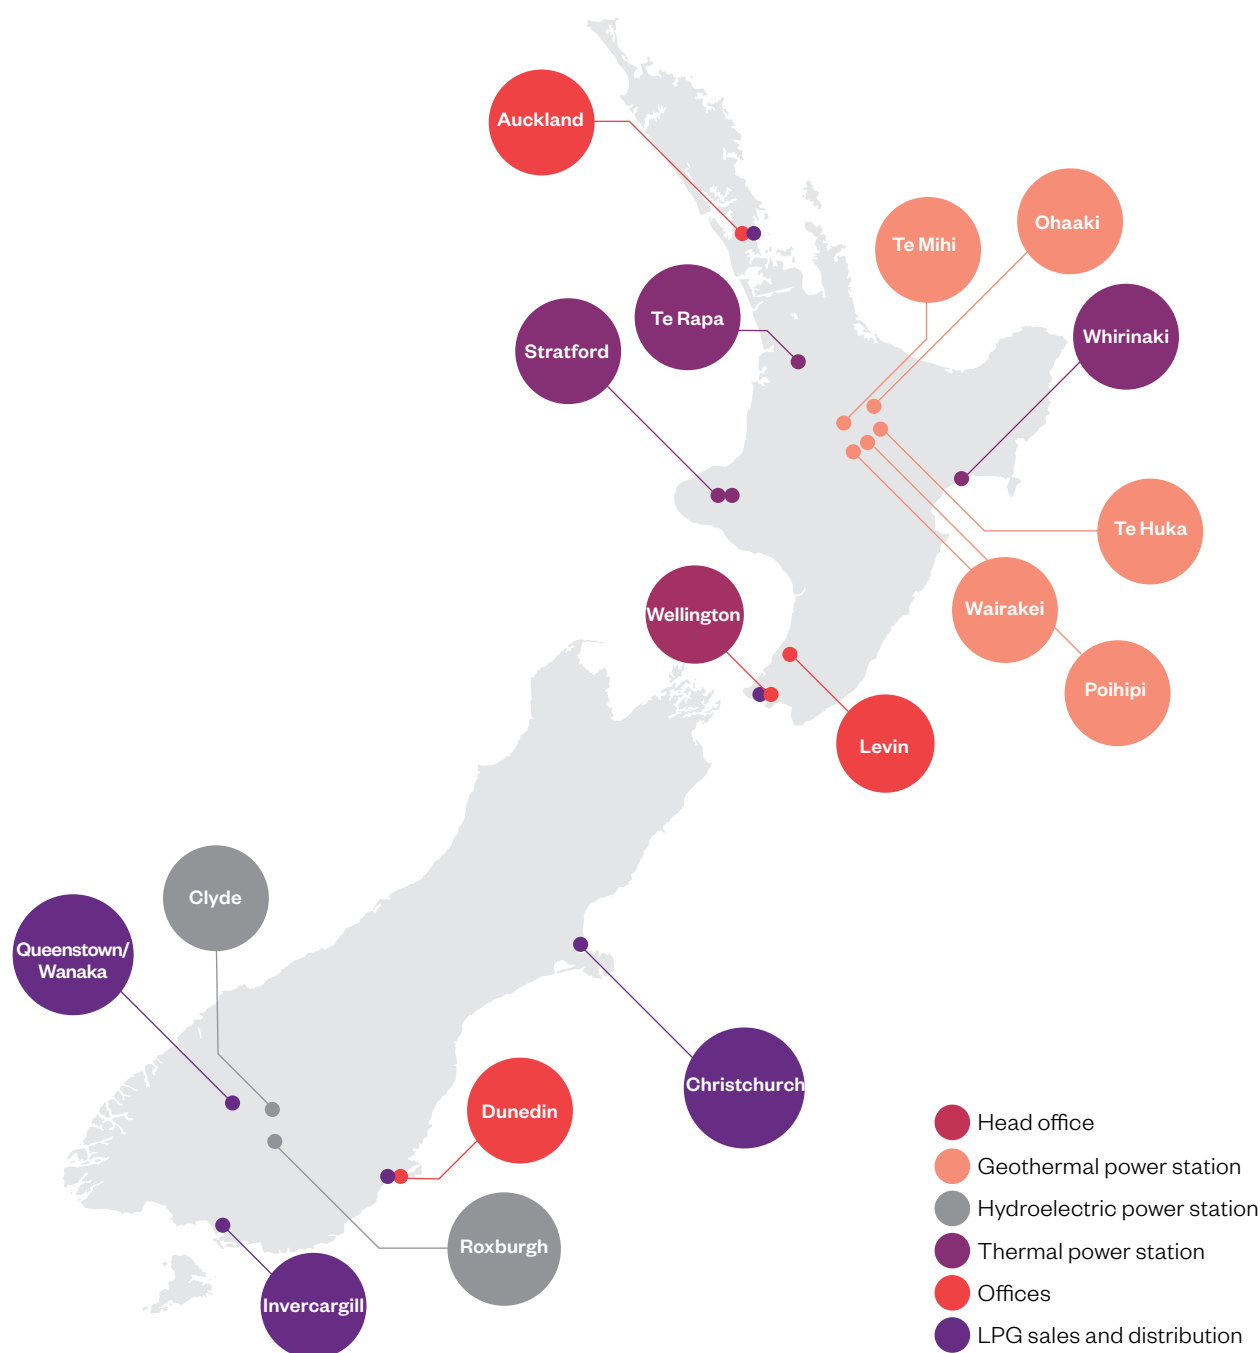 Auckland
Ohaaki
Te Mihi
Te Rapa
Whirinaki
Stratford
Te Huka
Wairakei
Wellington
Poihipi
Levin
Clyde
Queenstown/
Wanaka
Christchurch
Dunedin
Roxburgh
Invercargill
Head office
Geothermal power station
Hydroelectric power station
Thermal power station
Offices
LPG sales and distribution